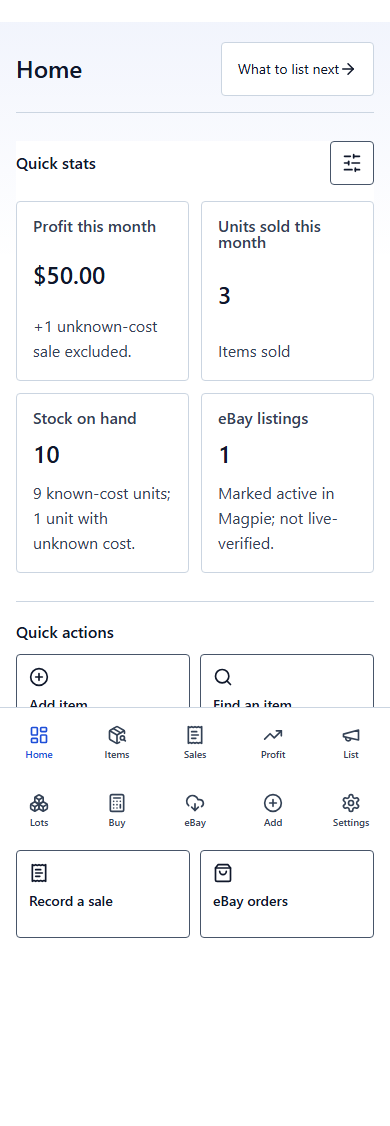 Home
What to list next
Quick stats
Profit this month
$50.00
+1 unknown-cost
sale excluded.
Units sold this
month
3
Items sold
Stock on hand
10
9 known-cost units;
1 unit with
unknown cost.
eBay listings
1
Marked active in
Magpie; not live-
verified.
Quick actions
Add item
Find an item
Home
Items
Sales
Profit
List
Lots
Buy
eBay
Add
Settings
Record a sale
eBay orders